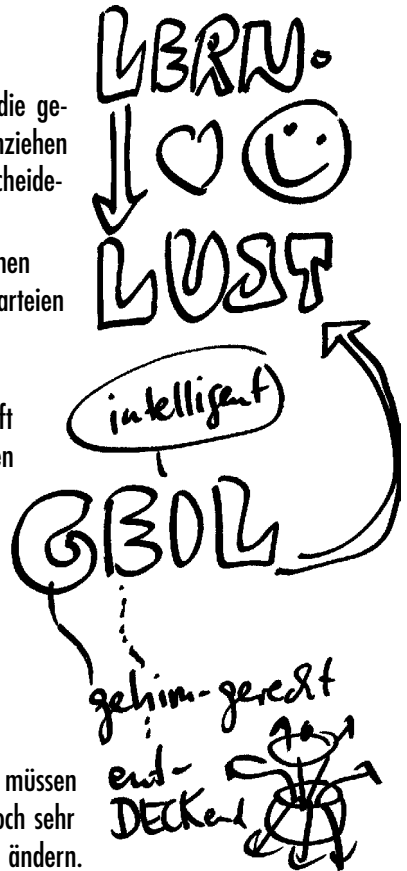 LERN.
die ge-
nziehen
cheide-
nen
LUST
arteien
intelligent
ft
en
GEOL
gehirn-gerecht
müssen
ent-
och sehr
DECKend
ändern.